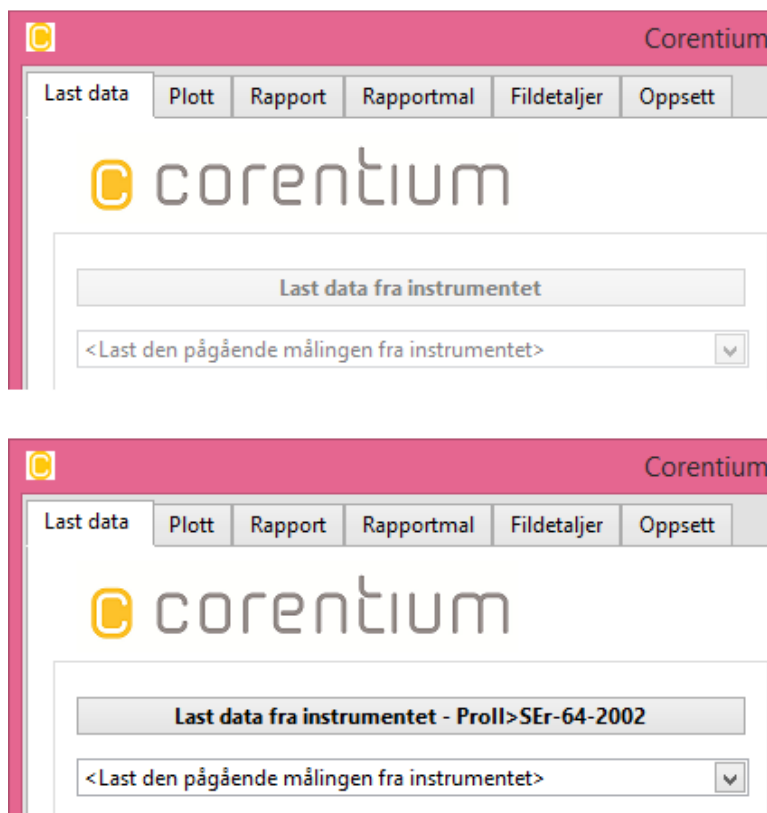 Corentium
Last data Plott Rapport Rapportmal Fildetaljer Oppsett
corentium
Last data fra instrumentet
<Last den pågående målingen fra instrumentet>
Corentium
Last data Plott Rapport Rapportmal Fildetaljer Oppsett
corentium
Last data fra instrumentet - ProII>SEr-64-2002
<Last den pågående målingen fra instrumentet>